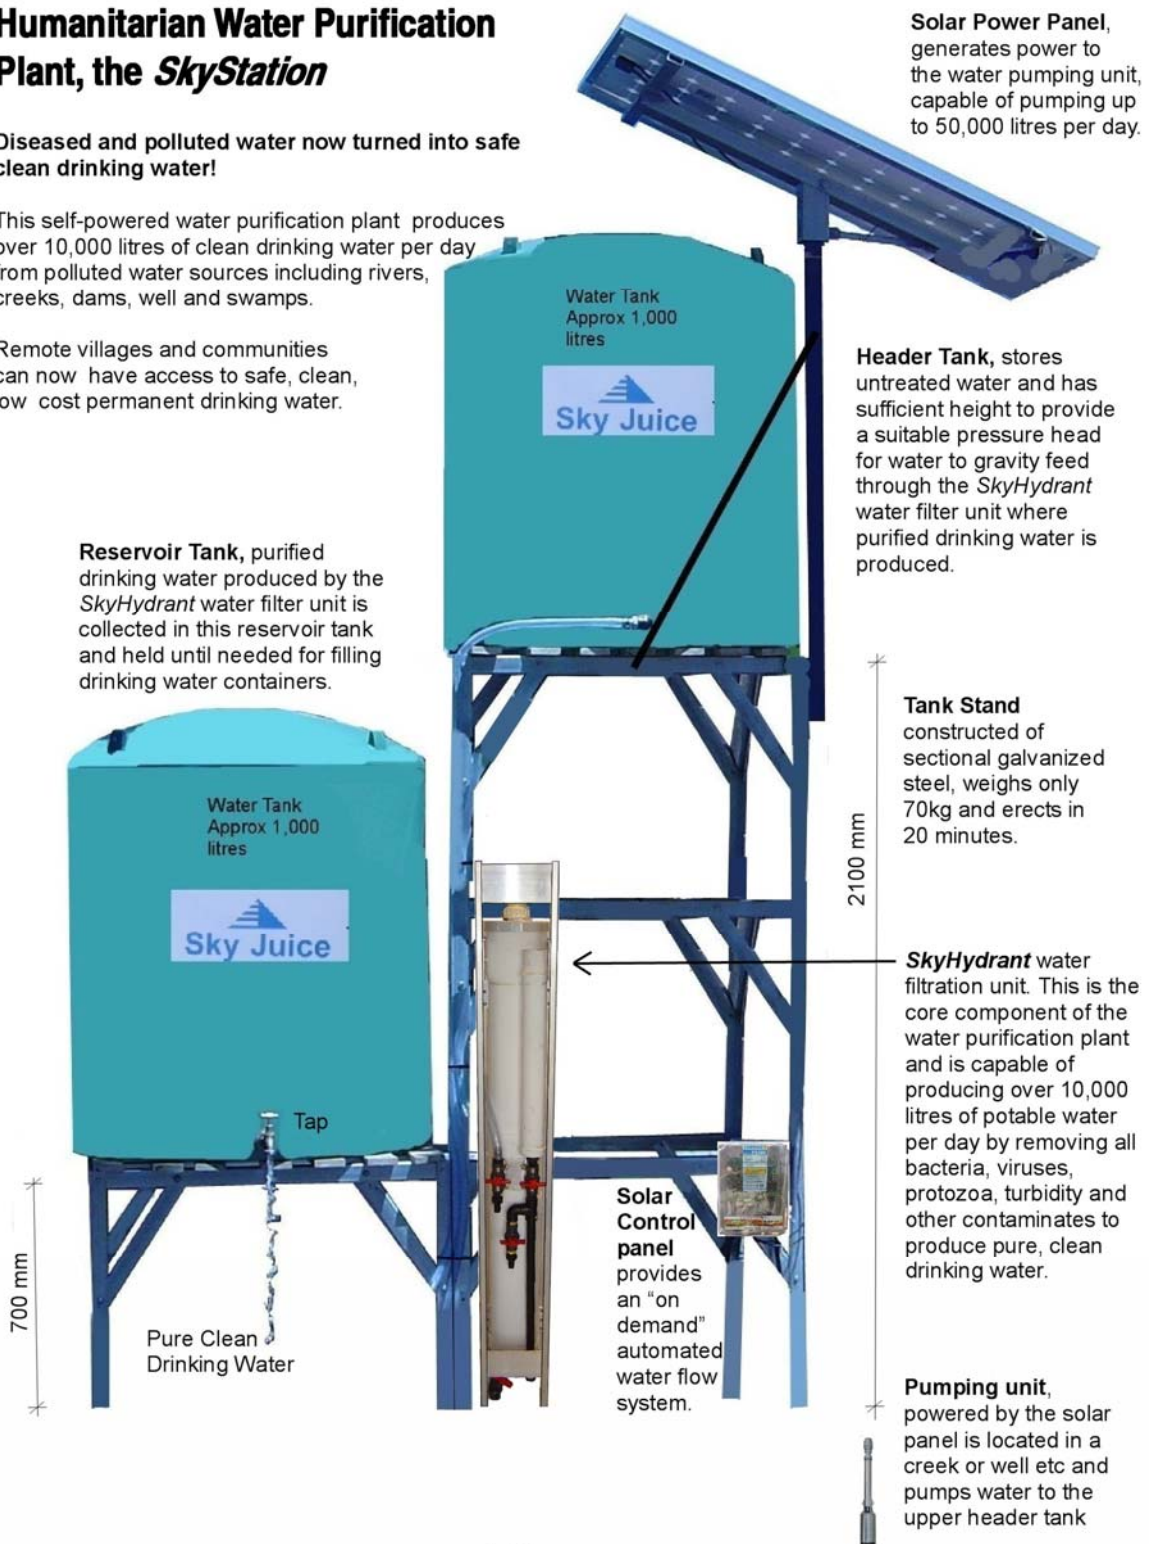 Humanitarian Water Purification
Plant, the SkyStation
Diseased and polluted water now turned into safe
clean drinking water!
This self-powered water purification plant produces
over 10,000 litres of clean drinking water per day
from polluted water sources including rivers,
creeks, dams, well and swamps.
Remote villages and communities
can now have access to safe, clean,
low cost permanent drinking water.
Solar Power Panel,
generates power to
the water pumping unit,
capable of pumping up
to 50,000 litres per day.
Water Tank
Approx 1,000
litres
Sky Juice
Header Tank, stores
untreated water and has
sufficient height to provide
a suitable pressure head
for water to gravity feed
through the SkyHydrant
water filter unit where
purified drinking water is
produced.
Reservoir Tank, purified
drinking water produced by the
SkyHydrant water filter unit is
collected in this reservoir tank
and held until needed for filling
drinking water containers.
Tank Stand
constructed of
sectional galvanized
steel, weighs only
70kg and erects in
20 minutes.
2100 mm
Water Tank
Approx 1,000
litres
Sky Juice
Tap
SkyHydrant water
filtration unit. This is the
core component of the
water purification plant
and is capable of
producing over 10,000
litres of potable water
per day by removing all
bacteria, viruses,
protozoa, turbidity and
other contaminates to
produce pure, clean
drinking water.
Solar
Control
panel
provides
an “on
demand”
automated
water flow
system.
700 mm
Pure Clean
Drinking Water
Pumping unit,
powered by the solar
panel is located in a
creek or well etc and
pumps water to the
upper header tank